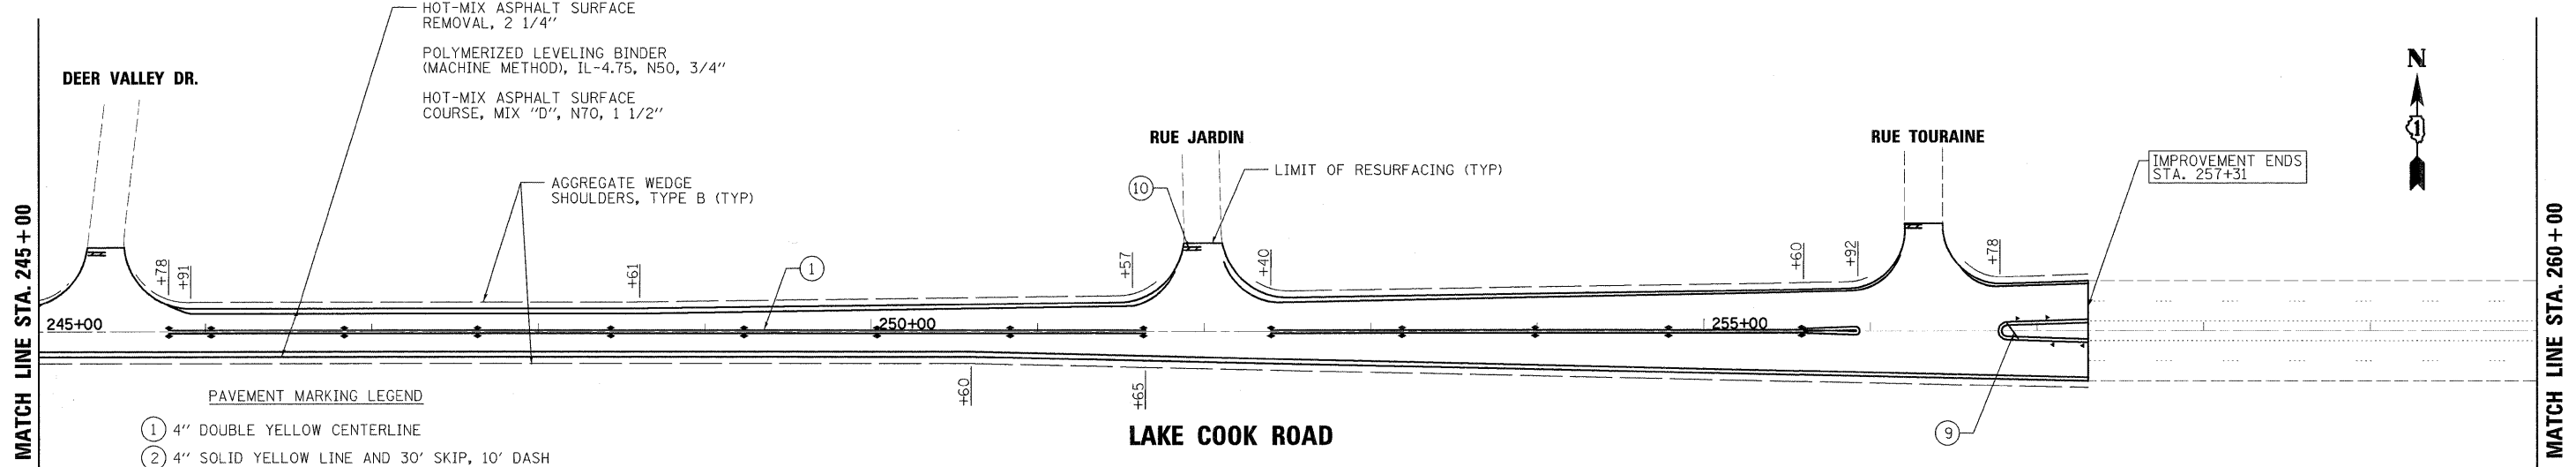 HOT-MIX ASPHALT SURFACE
REMOVAL, 2 1/4"
POLYMERIZED LEVELING BINDER
(MACHINE METHOD), IL-4.75, N50, 3/4"
HOT-MIX ASPHALT SURFACE
COURSE, MIX "D", N70, 1 1/2"
DEER VALLEY DR.
AGGREGATE WEDGE
SHOULDERS, TYPE B (TYP)
RUE JARDIN
10
LIMIT OF RESURFACING (TYP)
RUE TOURAINE
IMPROVEMENT ENDS
STA. 257+31
N
1
MATCH LINE STA. 245+00
+78
+91
+61
1
+57
+40
+60
+92
+78
245+00
250+00
255+00
+60
+65
9
MATCH LINE STA. 260+00
LAKE COOK ROAD
PAVEMENT MARKING LEGEND
1 4" DOUBLE YELLOW CENTERLINE
2 4" SOLID YELLOW LINE AND 30' SKIP, 10' DASH